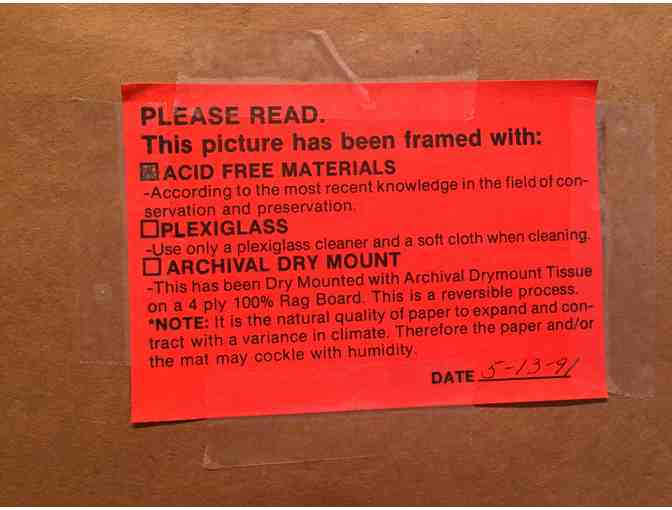 PLEASE READ.
This picture has been framed with:
ACID FREE MATERIALS
-According to the most recent knowledge in the field of con-
servation and preservation.
PLEXIGLASS
-Use only a plexiglass cleaner and a soft cloth when cleaning.
ARCHIVAL DRY MOUNT
-This has been Dry Mounted with Archival Drymount Tissue
on a 4 ply 100% Rag Board. This is a reversible process.
*NOTE: It is the natural quality of paper to expand and con-
tract with a variance in climate. Therefore the paper and/or
the mat may cockle with humidity.
DATE 5-13-91